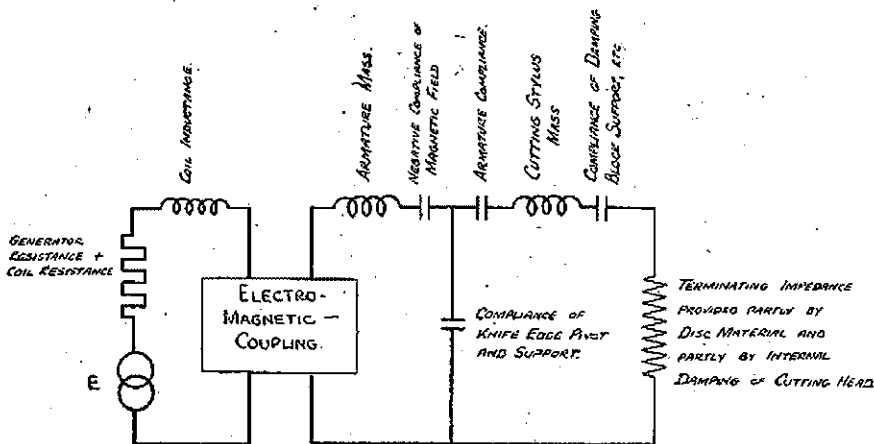 COIL INDUCTANCE.
ARMATURE MASS.
NEGATIVE COMPLIANCE OF
MAGNETIC FIELD
ARMATURE COMPLIANCE.
CUTTING STYLUS
MASS
COMPLIANCE OF DAMPING
BLOCK SUPPORT, ETC.
GENERATOR
RESISTANCE +
COIL RESISTANCE
E
ELECTRO-
MAGNETIC -
COUPLING.
COMPLIANCE OF
KNIFE EDGE PIVOT
AND SUPPORT.
TERMINATING IMPEDANCE
PROVIDED PARTLY BY
DISC MATERIAL AND
PARTLY BY INTERNAL
DAMPING OF CUTTING HEAD